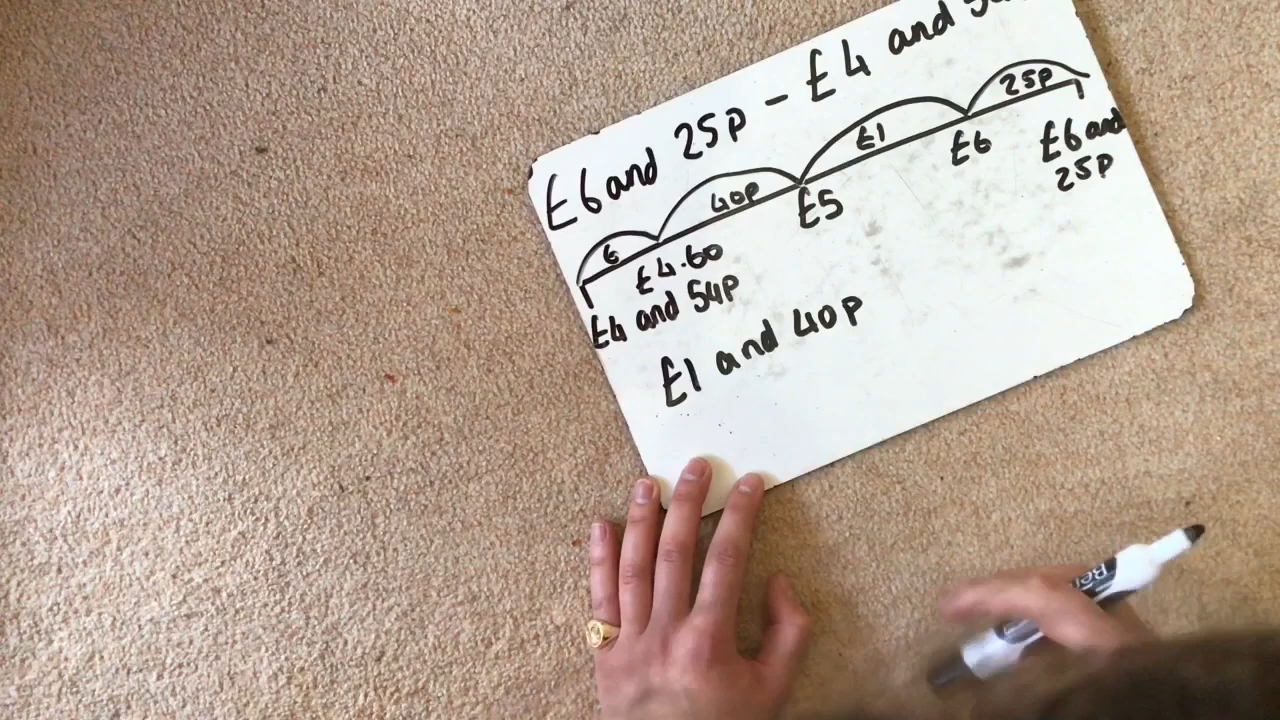 £6 and 25p - £4 and
6 40p £1 25p
£4.60 £5 £6 £6 and
25p
£4 and 54p
£1 and 40p